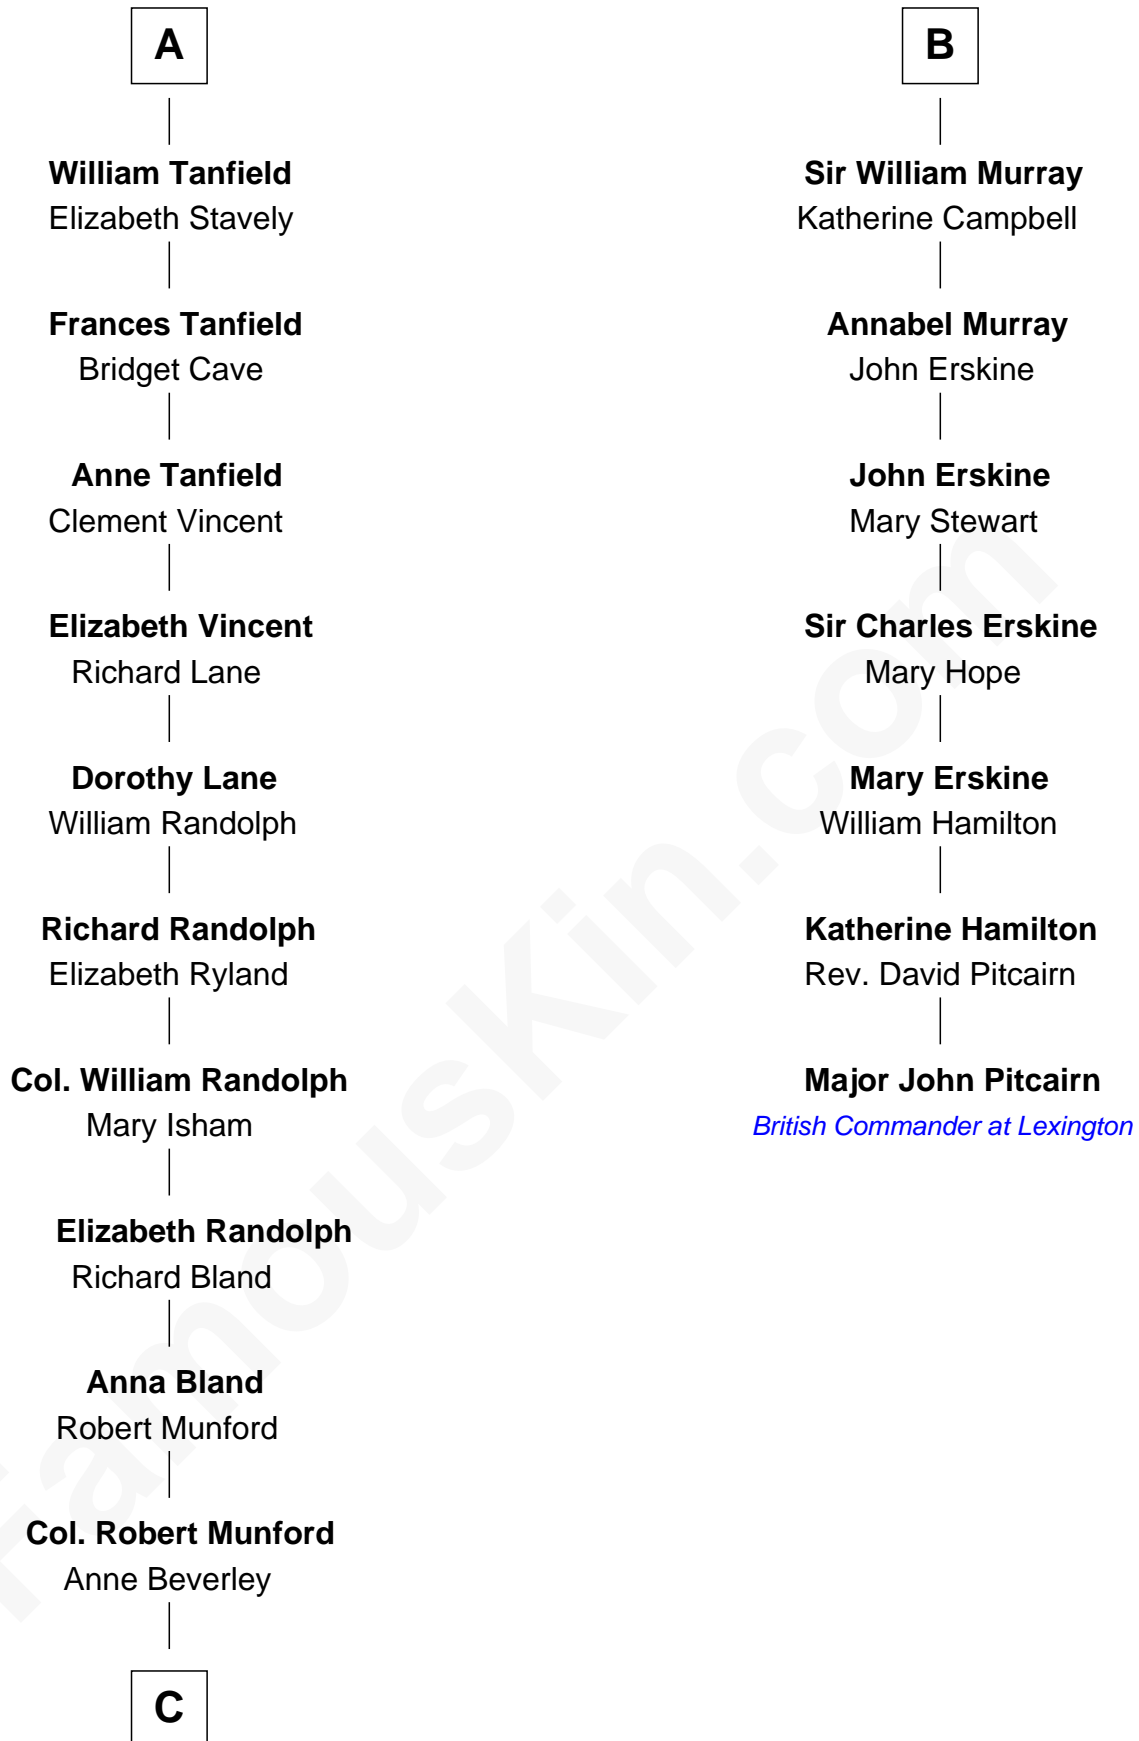 A
William Tanfield
Elizabeth Stavely
Frances Tanfield
Bridget Cave
Anne Tanfield
Clement Vincent
Elizabeth Vincent
Richard Lane
Dorothy Lane
William Randolph
Richard Randolph
Elizabeth Ryland
Col. William Randolph
Mary Isham
Elizabeth Randolph
Richard Bland
Anna Bland
Robert Munford
Col. Robert Munford
Anne Beverley
C
B
Sir William Murray
Katherine Campbell
Annabel Murray
John Erskine
John Erskine
Mary Stewart
Sir Charles Erskine
Mary Hope
Mary Erskine
William Hamilton
Katherine Hamilton
Rev. David Pitcairn
Major John Pitcairn
British Commander at Lexington
FamousKin.com